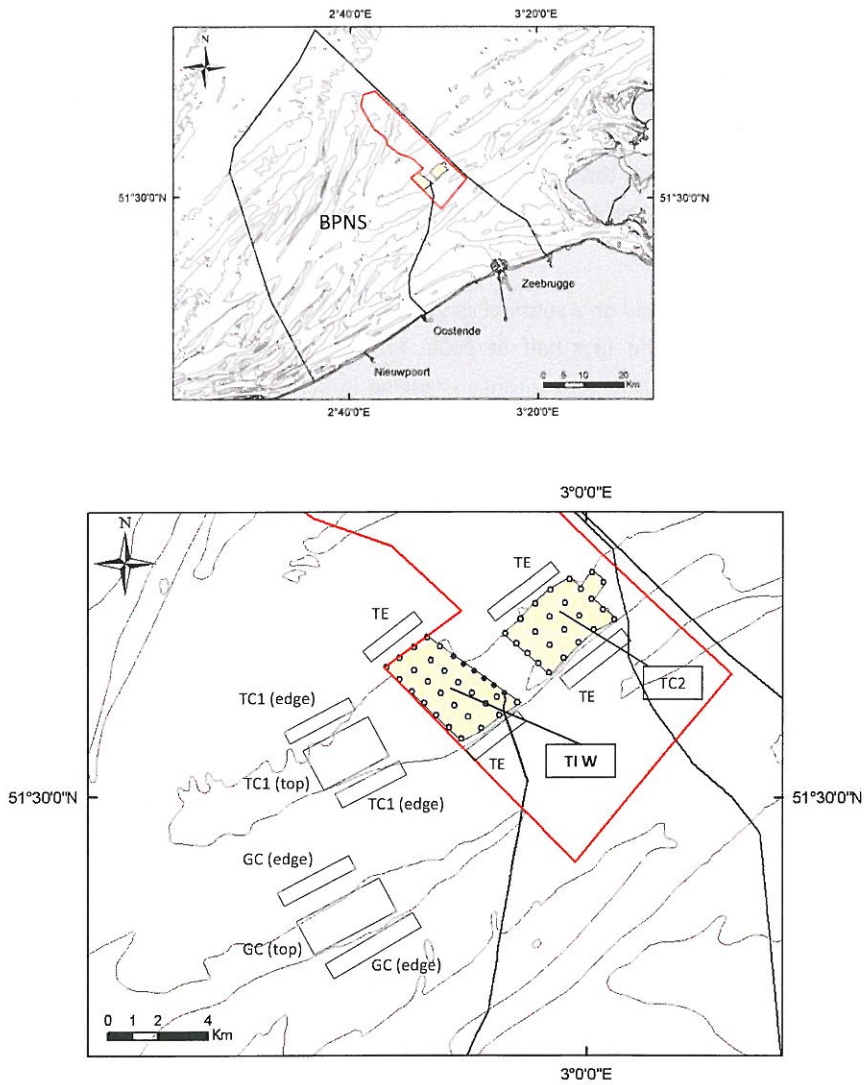 2°40'0"E 3°20'0"E
N
51°30'0"N 51°30'0"N
BPNS
Zeebrugge
Oostende
Nieuwpoort
0 5 10 20
Km
2°40'0"E 3°20'0"E
3°0'0"E
N
TE
TE
TC1 (edge)
TC2
TE
TE
TI W
TC1 (top)
TC1 (edge)
51°30'0"N 51°30'0"N
GC (edge)
GC (top)
GC (edge)
0 1 2 4
Km
3°0'0"E